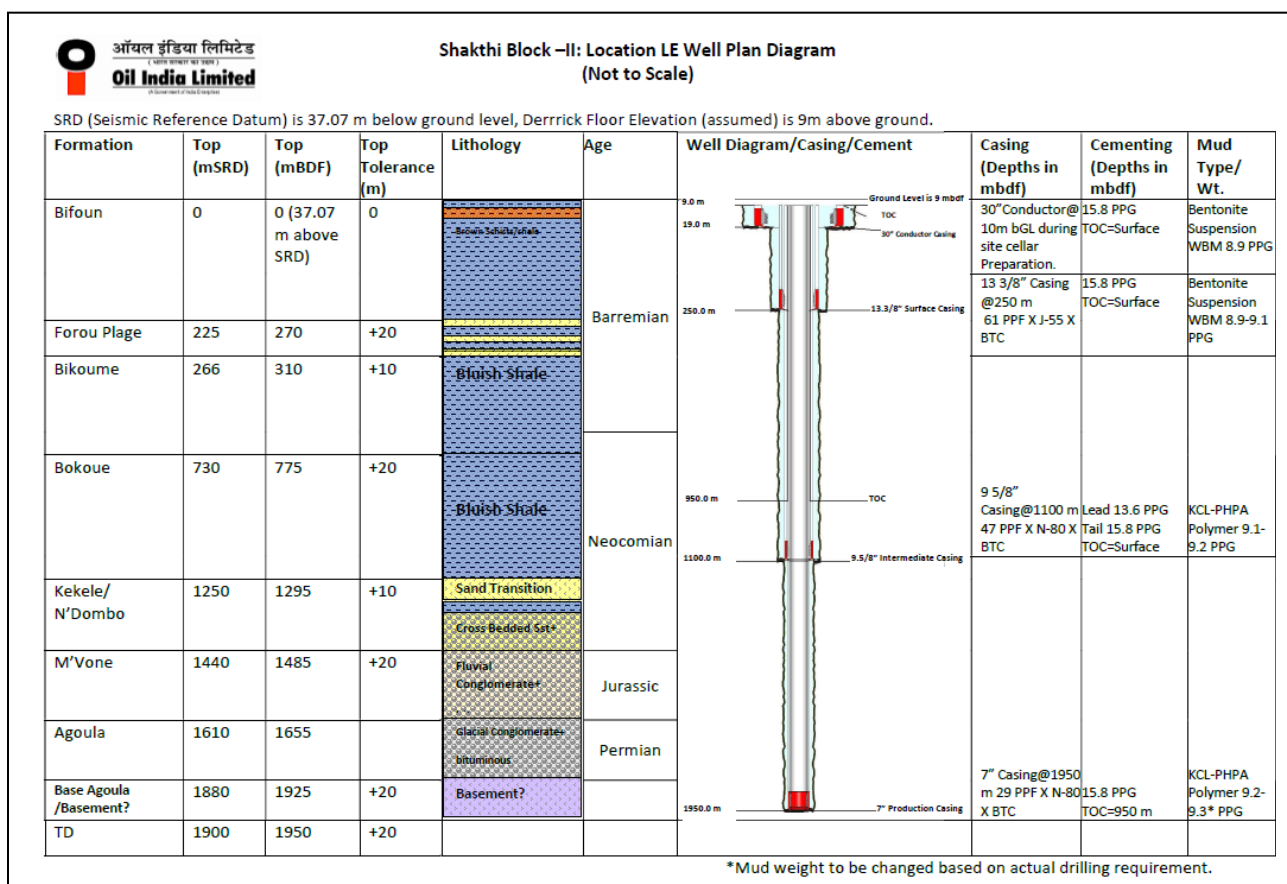 ऑयल इंडिया लिमिटेड
Oil India Limited
(A Government of India Enterprise)
Shakthi Block –II: Location LE Well Plan Diagram
(Not to Scale)
SRD (Seismic Reference Datum) is 37.07 m below ground level, Derrrick Floor Elevation (assumed) is 9m above ground.
Formation
Top (mSRD)
Top (mBDF)
Top Tolerance (m)
Lithology
Age
Well Diagram/Casing/Cement
Casing (Depths in mbdf)
Cementing (Depths in mbdf)
Mud Type/ Wt.
Bifoun
0
0 (37.07 m above SRD)
0
Brown Schists/shale
Barremian
9.0 m
Ground Level is 9 mbdf
TOC
19.0 m
30" Conductor Casing
30"Conductor@ 10m bGL during site cellar Preparation.
15.8 PPG TOC=Surface
Bentonite Suspension WBM 8.9 PPG
250.0 m
13.3/8" Surface Casing
13 3/8" Casing @250 m 61 PPF X J-55 X BTC
15.8 PPG TOC=Surface
Bentonite Suspension WBM 8.9-9.1 PPG
Forou Plage
225
270
+20
Bikoume
266
310
+10
Bluish Shale
Bokoue
730
775
+20
Bluish Shale
Neocomian
950.0 m
TOC
1100.0 m
9.5/8" Intermediate Casing
9 5/8" Casing@1100 m 47 PPF X N-80 X BTC
Lead 13.6 PPG Tail 15.8 PPG TOC=Surface
KCL-PHPA Polymer 9.1-9.2 PPG
Kekele/ N'Dombo
1250
1295
+10
Sand Transition
Cross Bedded Sst+
M'Vone
1440
1485
+20
Fluvial Conglomerate+
Jurassic
Agoula
1610
1655
Glacial Conglomerate+ bituminous
Permian
Base Agoula /Basement?
1880
1925
+20
Basement?
1950.0 m
7" Production Casing
7" Casing@1950 m 29 PPF X N-80 X BTC
15.8 PPG TOC=950 m
KCL-PHPA Polymer 9.2-9.3* PPG
TD
1900
1950
+20
*Mud weight to be changed based on actual drilling requirement.